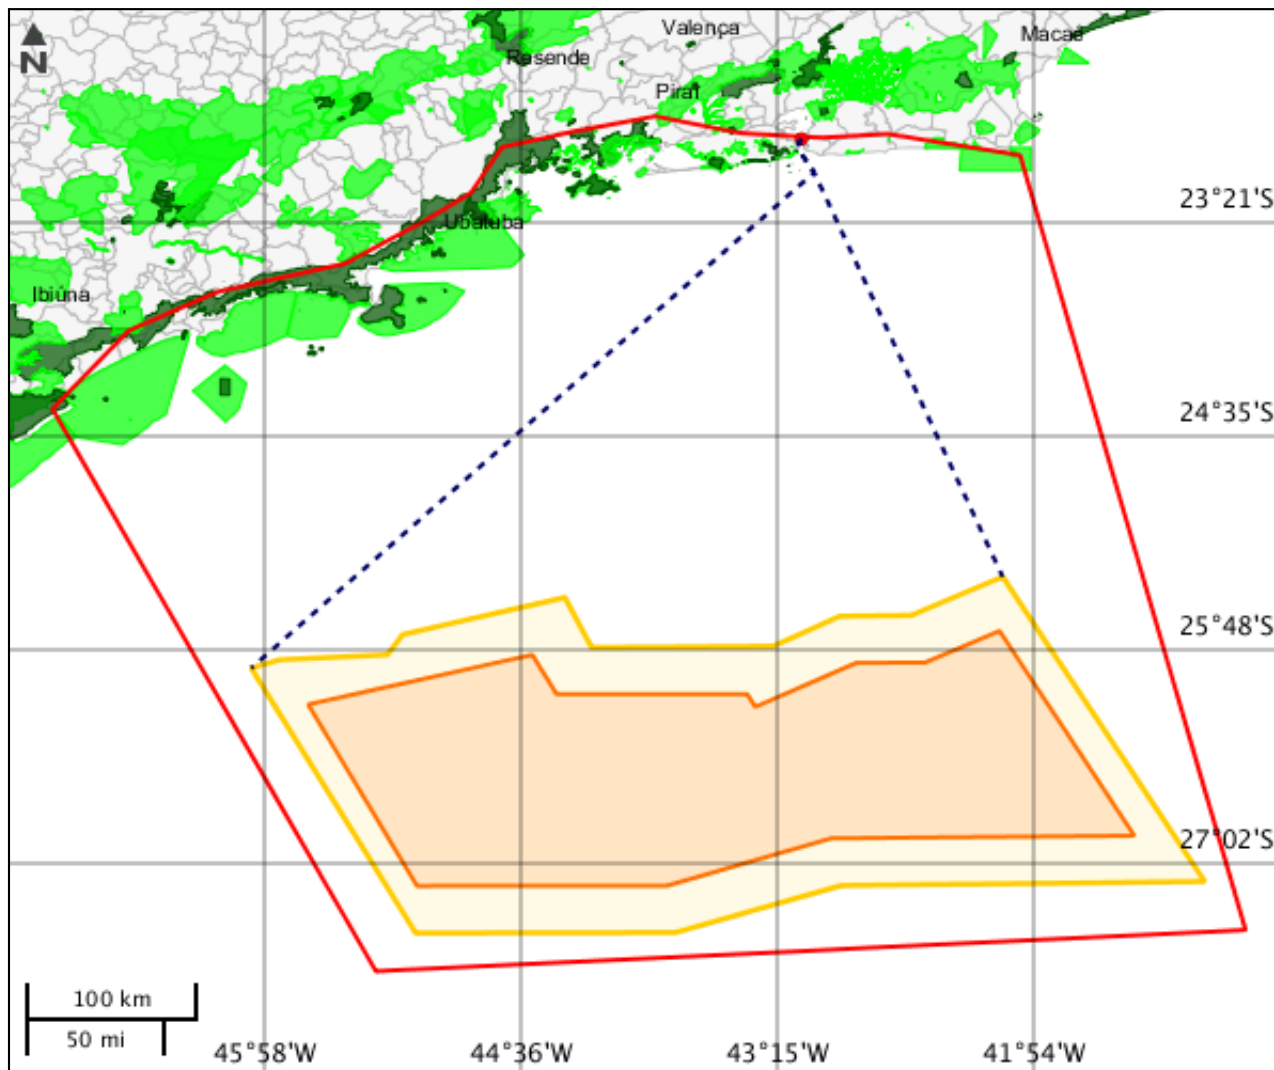 N
Valença
Macaé
Resende
Piraí
23°21'S
Ubatuba
Ibiúna
24°35'S
25°48'S
27°02'S
100 km
50 mi
45°58'W
44°36'W
43°15'W
41°54'W